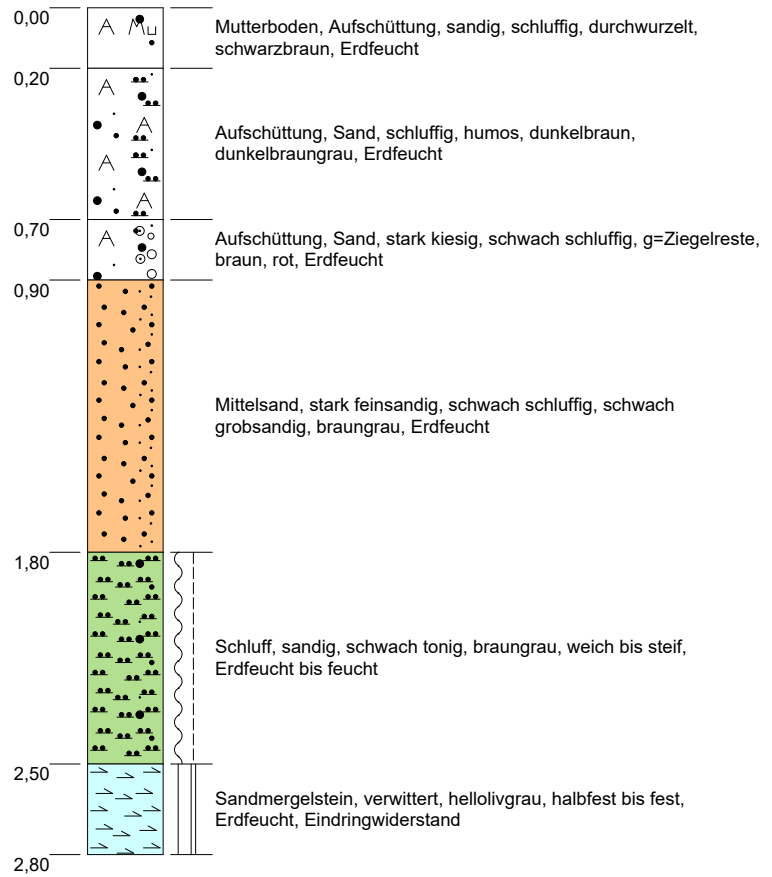 0,00
Mutterboden, Aufschüttung, sandig, schluffig, durchwurzelt,
schwarzbraun, Erdfeucht
0,20
Aufschüttung, Sand, schluffig, humos, dunkelbraun,
dunkelbraungrau, Erdfeucht
0,70
Aufschüttung, Sand, stark kiesig, schwach schluffig, g=Ziegelreste,
braun, rot, Erdfeucht
0,90
Mittelsand, stark feinsandig, schwach schluffig, schwach
grobsandig, braungrau, Erdfeucht
1,80
Schluff, sandig, schwach tonig, braungrau, weich bis steif,
Erdfeucht bis feucht
2,50
Sandmergelstein, verwittert, hellolivgrau, halbfest bis fest,
Erdfeucht, Eindringwiderstand
2,80